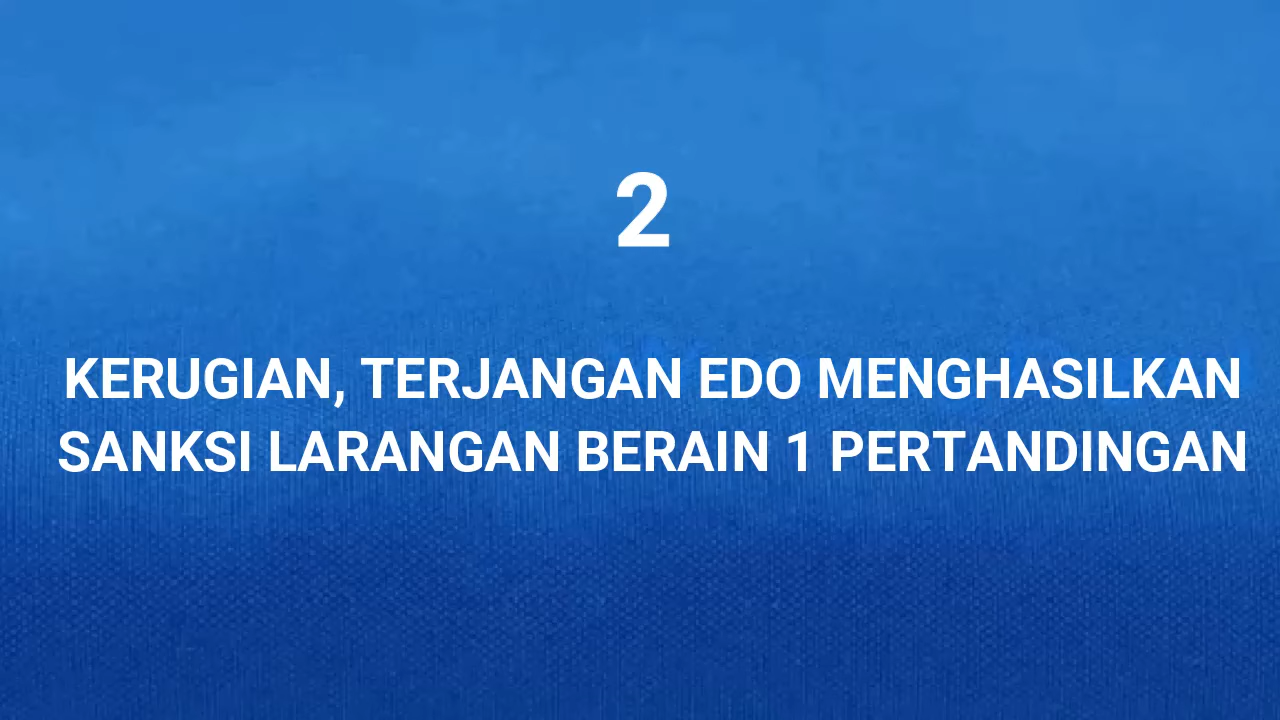 2
KERUGIAN, TERJANGAN EDO MENGHASILKAN
SANKSI LARANGAN BERAIN 1 PERTANDINGAN